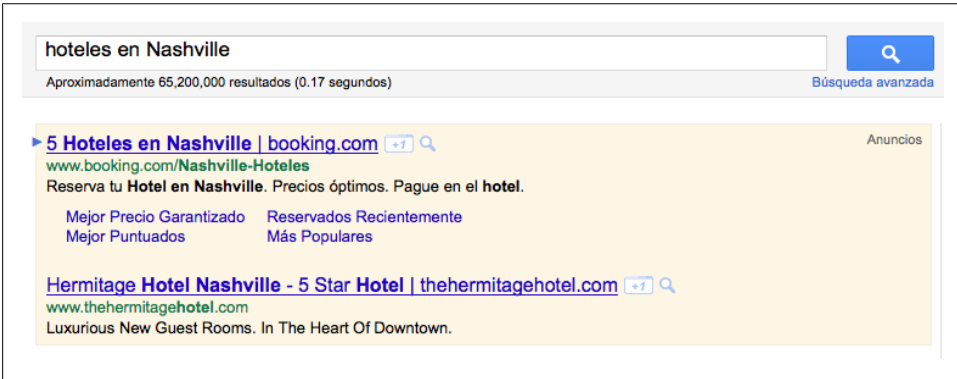 hoteles en Nashville
Aproximadamente 65,200,000 resultados (0.17 segundos)
Búsqueda avanzada
5 Hoteles en Nashville | booking.com +1
Anuncios
www.booking.com/Nashville-Hoteles
Reserva tu Hotel en Nashville. Precios óptimos. Pague en el hotel.
Mejor Precio Garantizado Reservados Recientemente
Mejor Puntuados Más Populares
Hermitage Hotel Nashville - 5 Star Hotel | thehermitagehotel.com +1
www.thehermitagehotel.com
Luxurious New Guest Rooms. In The Heart Of Downtown.